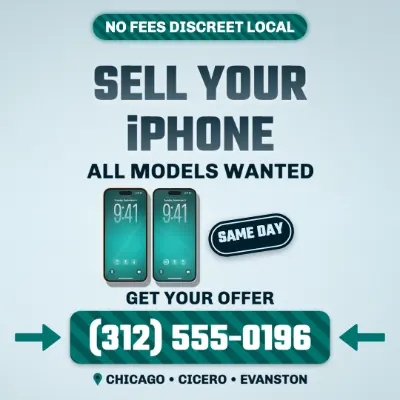 NO FEES DISCREET LOCAL
SELL YOUR
iPHONE
ALL MODELS WANTED
9:41
9:41
SAME DAY
GET YOUR OFFER
(312) 555-0196
CHICAGO • CICERO • EVANSTON